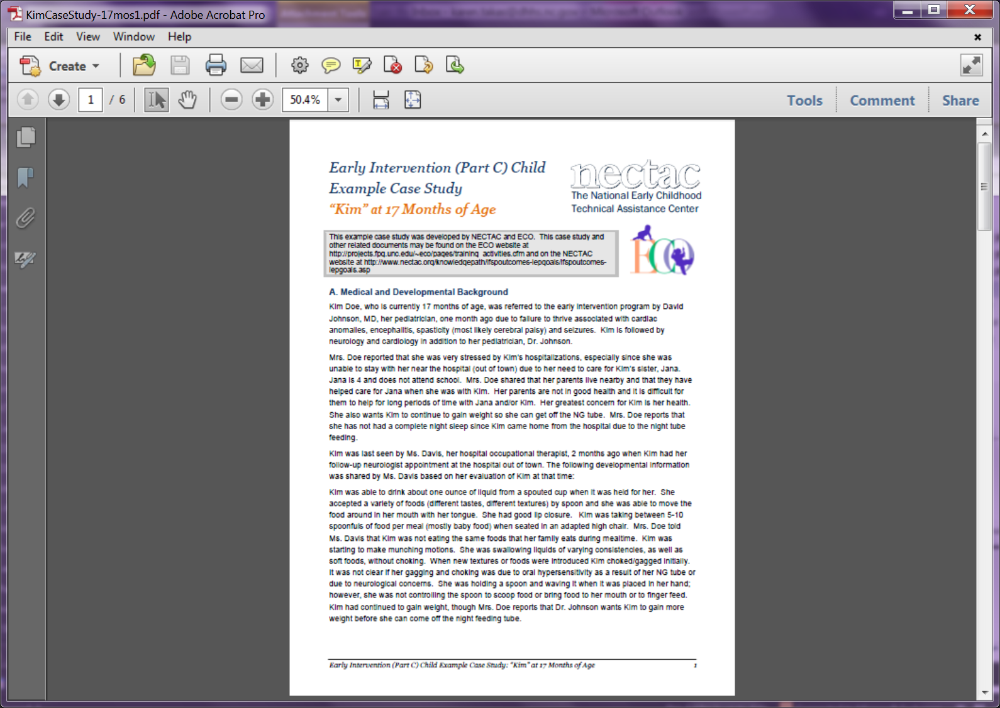 KimCaseStudy-17mos1.pdf - Adobe Acrobat Pro
File Edit View Window Help
Create
1 / 6 50.4% Tools Comment Share
Early Intervention (Part C) Child
Example Case Study
“Kim” at 17 Months of Age
nectac
The National Early Childhood
Technical Assistance Center
This example case study was developed by NECTAC and ECO. This case study and
other related documents may be found on the ECO website at
http://projects.fpg.unc.edu/~eco/pages/training_activities.cfm and on the NECTAC
website at http://www.nectac.org/knowledgepath/ifspoutcomes-iepgoals/ifspoutcomes-
iepgoals.asp
ECO
A. Medical and Developmental Background
Kim Doe, who is currently 17 months of age, was referred to the early intervention program by David
Johnson, MD, her pediatrician, one month ago due to failure to thrive associated with cardiac
anomalies, encephalitis, spasticity (most likely cerebral palsy) and seizures. Kim is followed by
neurology and cardiology in addition to her pediatrician, Dr. Johnson.
Mrs. Doe reported that she was very stressed by Kim's hospitalizations, especially since she was
unable to stay with her near the hospital (out of town) due to her need to care for Kim's sister, Jana.
Jana is 4 and does not attend school. Mrs. Doe shared that her parents live nearby and that they have
helped care for Jana when she was with Kim. Her parents are not in good health and it is difficult for
them to help for long periods of time with Jana and/or Kim. Her greatest concern for Kim is her health.
She also wants Kim to continue to gain weight so she can get off the NG tube. Mrs. Doe reports that
she has not had a complete night sleep since Kim came home from the hospital due to the night tube
feeding.
Kim was last seen by Ms. Davis, her hospital occupational therapist, 2 months ago when Kim had her
follow-up neurologist appointment at the hospital out of town. The following developmental information
was shared by Ms. Davis based on her evaluation of Kim at that time:
Kim was able to drink about one ounce of liquid from a spouted cup when it was held for her. She
accepted a variety of foods (different tastes, different textures) by spoon and she was able to move the
food around in her mouth with her tongue. She had good lip closure. Kim was taking between 5-10
spoonfuls of food per meal (mostly baby food) when seated in an adapted high chair. Mrs. Doe told
Ms. Davis that Kim was not eating the same foods that her family eats during mealtime. Kim was
starting to make munching motions. She was swallowing liquids of varying consistencies, as well as
soft foods, without choking. When new textures or foods were introduced Kim choked/gagged initially.
It was not clear if her gagging and choking was due to oral hypersensitivity as a result of her NG tube or
due to neurological concerns. She was holding a spoon and waving it when it was placed in her hand;
however, she was not controlling the spoon to scoop food or bring food to her mouth or to finger feed.
Kim had continued to gain weight, though Mrs. Doe reports that Dr. Johnson wants Kim to gain more
weight before she can come off the night feeding tube.
Early Intervention (Part C) Child Example Case Study: “Kim” at 17 Months of Age 1